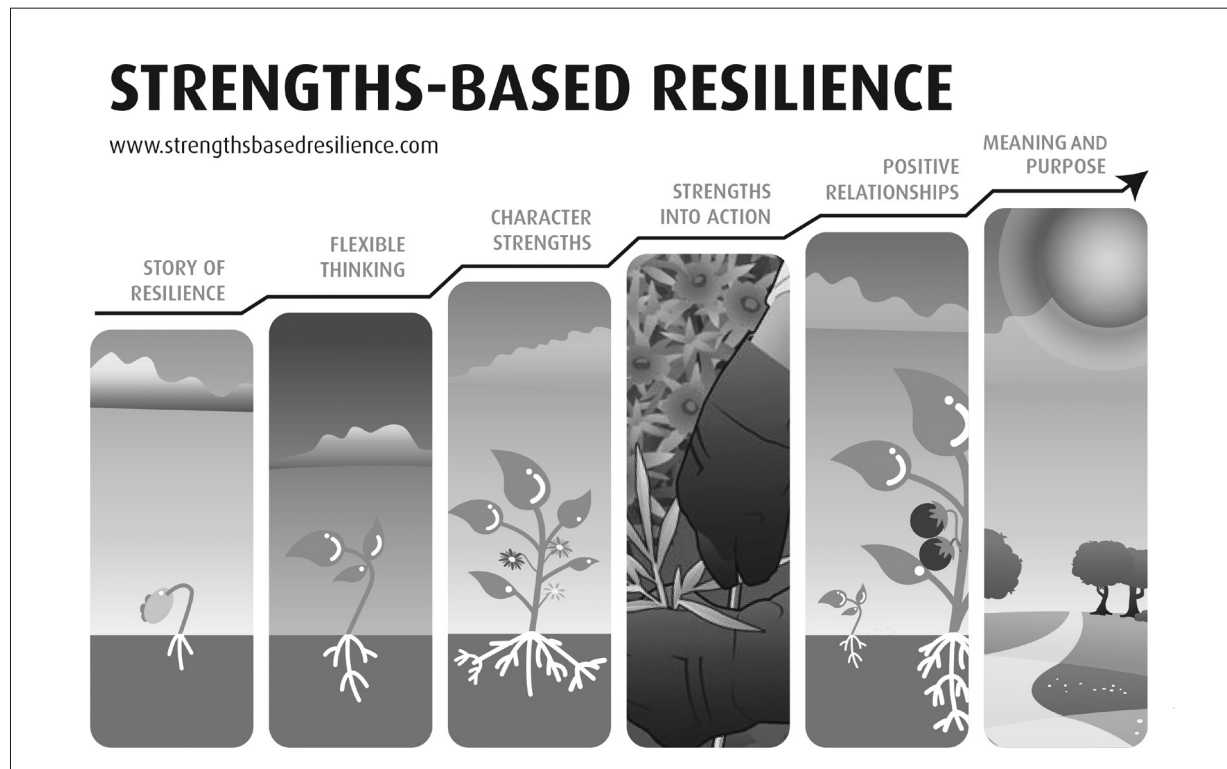 STRENGTHS-BASED RESILIENCE
www.strengthsbasedresilience.com
STORY OF
RESILIENCE
FLEXIBLE
THINKING
CHARACTER
STRENGTHS
STRENGTHS
INTO ACTION
POSITIVE
RELATIONSHIPS
MEANING AND
PURPOSE